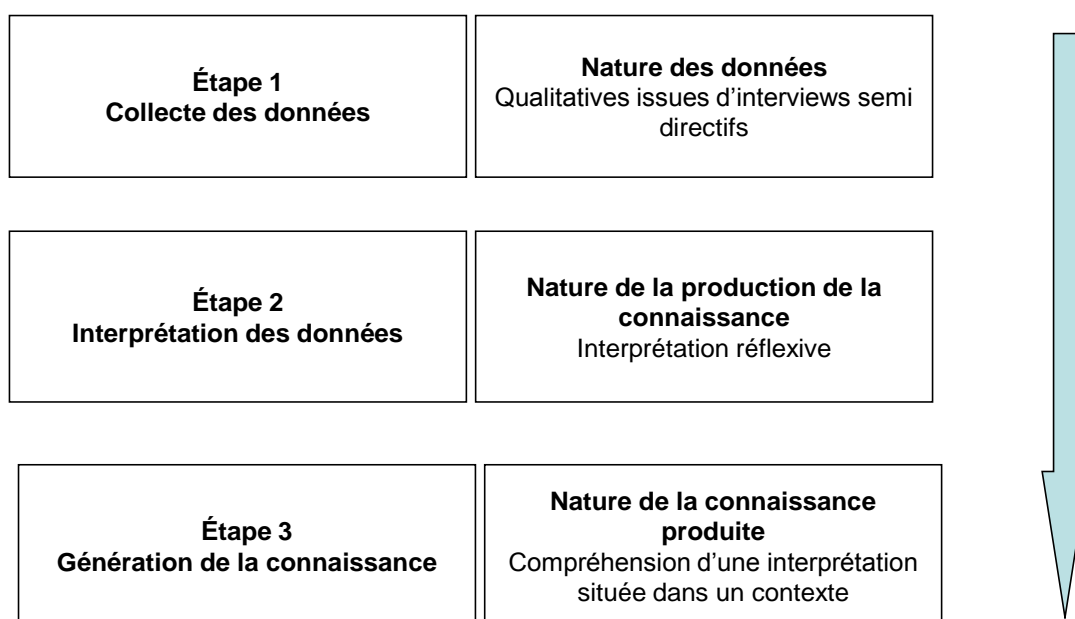 Étape 1
Collecte des données
Nature des données
Qualitatives issues d'interviews semi
directifs
Étape 2
Interprétation des données
Nature de la production de la
connaissance
Interprétation réflexive
Étape 3
Génération de la connaissance
Nature de la connaissance
produite
Compréhension d'une interprétation
située dans un contexte